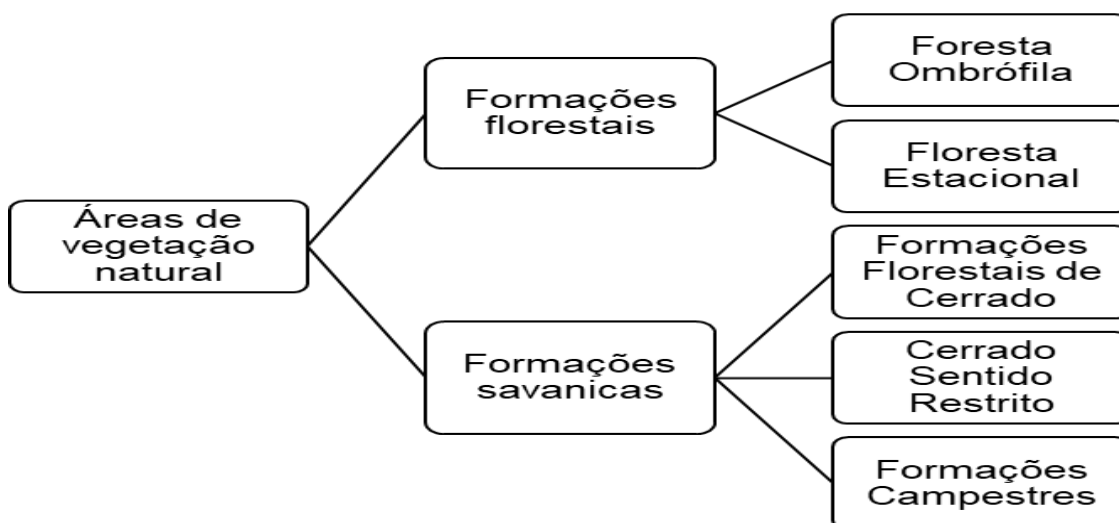 Áreas de
vegetação
natural
Formações
florestais
Foresta
Ombrófila
Floresta
Estacional
Formações
savanicas
Formações
Florestais de
Cerrado
Cerrado
Sentido
Restrito
Formações
Campestres